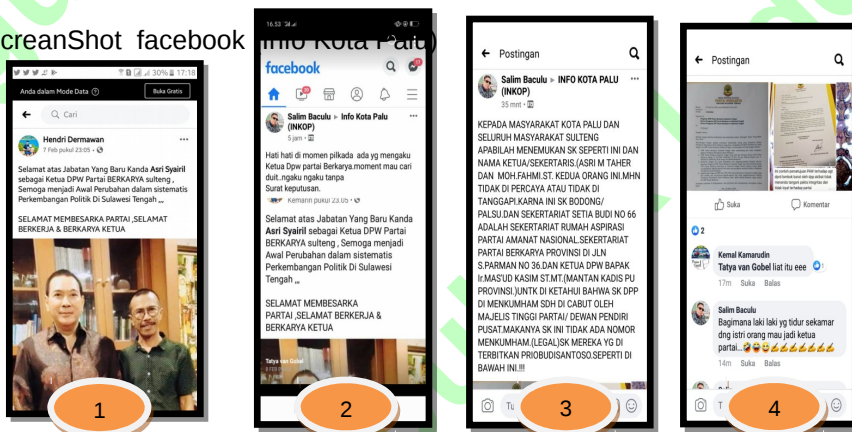 creanShot facebook Info Kota Palu)
17:18
30%
Anda dalam Mode Data
Buka Gratis
Cari
Hendri Dermawan
7 Feb pukul 23:05
Selamat atas Jabatan Yang Baru Kanda Asri Syairil
sebagai Ketua DPW Partai BERKARYA sulteng ,
Semoga menjadi Awal Perubahan dalam sistematis
Perkembangan Politik Di Sulawesi Tengah ,,,
SELAMAT MEMBESARKA PARTAI ,SELAMAT
BERKERJA & BERKARYA KETUA
1
16.53
facebook
Salim Baculu ▸ Info Kota Palu
(INKOP)
5 jam
Hati hati di momen pilkada ada yg mengaku
Ketua Dpw partai Berkarya.moment mau cari
duit..ngaku ngaku tanpa
Surat keputusan.
Kemarin pukul 23.05
Selamat atas Jabatan Yang Baru Kanda
Asri Syairil sebagai Ketua DPW Partai
BERKARYA sulteng , Semoga menjadi
Awal Perubahan dalam sistematis
Perkembangan Politik Di Sulawesi
Tengah ,,,
SELAMAT MEMBESARKA
PARTAI ,SELAMAT BERKERJA &
BERKARYA KETUA
Tatya van Gobel
2
Postingan
Salim Baculu ▸ INFO KOTA PALU
(INKOP)
35 mnt
KEPADA MASYARAKAT KOTA PALU DAN
SELURUH MASYARAKAT SULTENG
APABILAH MENEMUKAN SK SEPERTI INI DAN
NAMA KETUA/SEKERTARIS.(ASRI M TAHER
DAN MOH.FAHMI.ST. KEDUA ORANG INI.MHN
TIDAK DI PERCAYA ATAU TIDAK DI
TANGGAPI.KARNA INI SK BODONG/
PALSU.DAN SEKERTARIAT SETIA BUDI NO 66
ADALAH SEKERTARIAT RUMAH ASPIRASI
PARTAI AMANAT NASIONAL.SEKERTARIAT
PARTAI BERKARYA PROVINSI DI JLN
S.PARMAN NO 36.DAN KETUA DPW BAPAK
Ir.MAS'UD KASIM ST.MT.(MANTAN KADIS PU
PROVINSI.)UNTK DI KETAHUI BAHWA SK DPP
DI MENKUMHAM SDH DI CABUT OLEH
MAJELIS TINGGI PARTAI/ DEWAN PENDIRI
PUSAT.MAKANYA SK INI TIDAK ADA NOMOR
MENKUMHAM.(LEGAL)SK MEREKA YG DI
TERBITKAN PRIOBUDISANTOSO.SEPERTI DI
BAWAH INI.!!!
3
Postingan
Suka
Komentar
2
Kemal Kamarudin
Tatya van Gobel liat itu eee
1
17m Suka Balas
Salim Baculu
Bagimana laki laki yg tidur sekamar
dng istri orang mau jadi ketua
partai...
14m Suka Balas
4